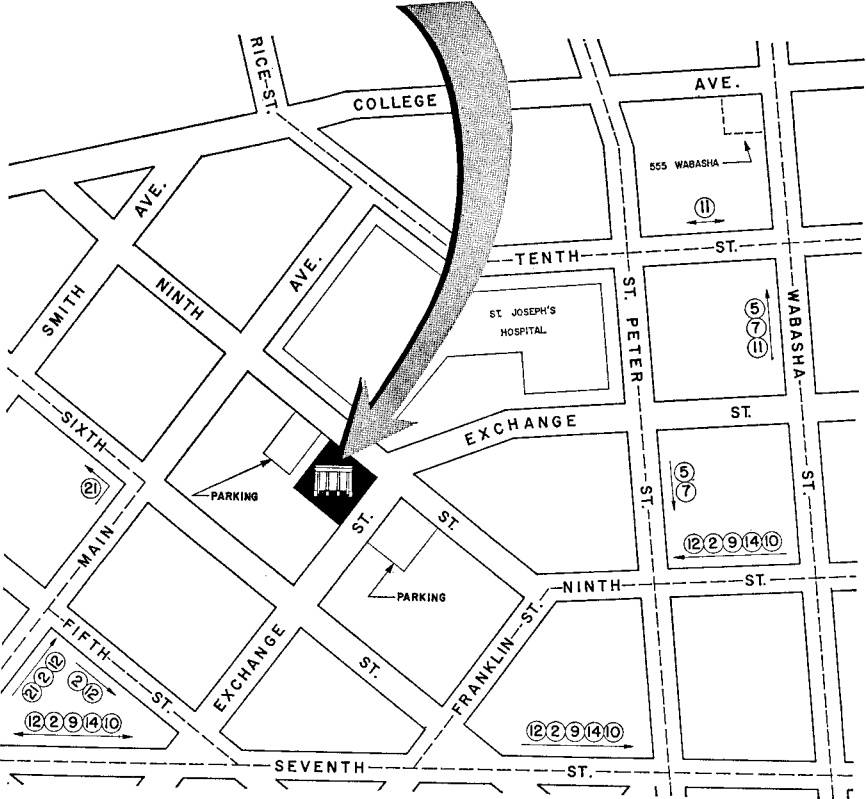 RICE ST.
COLLEGE AVE.
555 WABASHA
11
AVE.
TENTH ST.
AVE.
SMITH
NINTH
ST. JOSEPH'S
HOSPITAL
ST. PETER
5
7
11
WABASHA
EXCHANGE ST.
SIXTH
21
PARKING
ST.
ST.
ST.
5
7
ST.
12 2 9 14 10
MAIN
PARKING
NINTH ST.
FIFTH ST.
EXCHANGE
ST.
FRANKLIN ST.
21 2 12
2 12
12 2 9 14 10
12 2 9 14 10
SEVENTH ST.